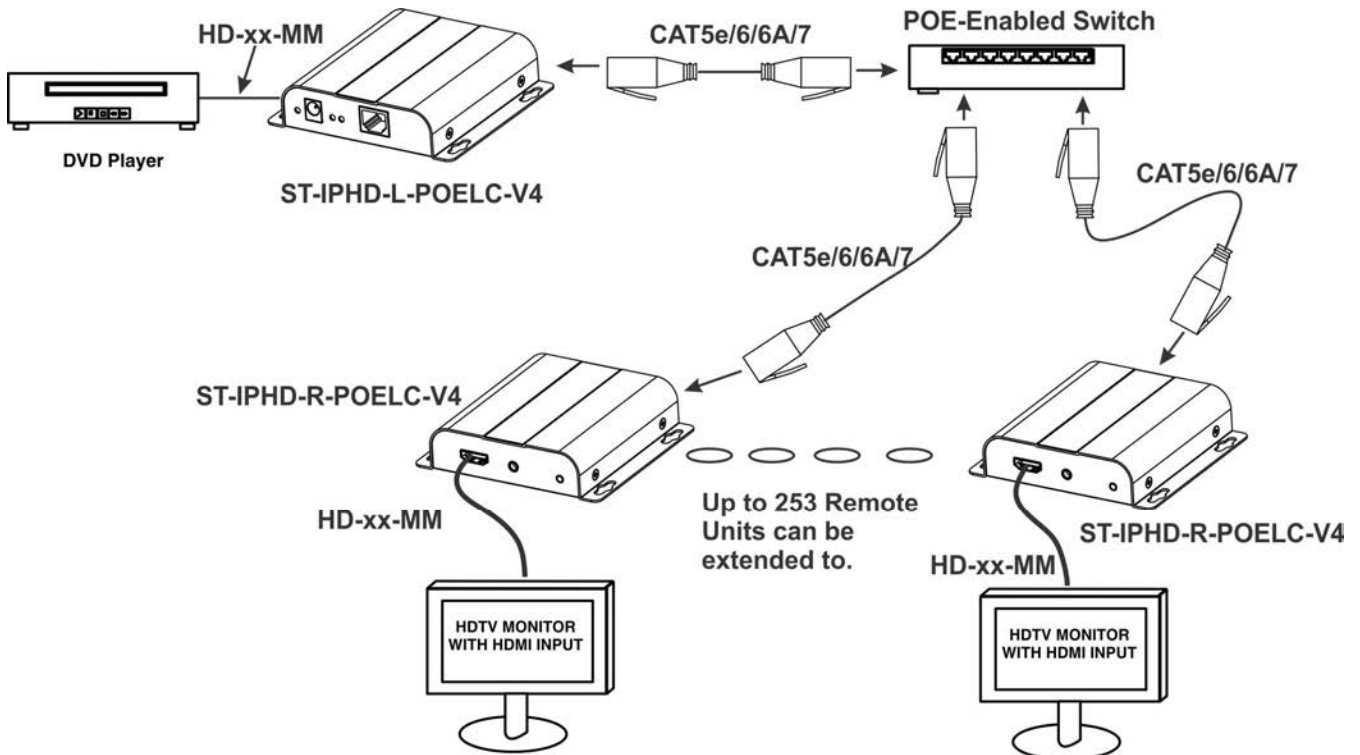 HD-xx-MM
CAT5e/6/6A/7
POE-Enabled Switch
DVD Player
ST-IPHD-L-POELC-V4
CAT5e/6/6A/7
CAT5e/6/6A/7
ST-IPHD-R-POELC-V4
HD-xx-MM
Up to 253 Remote
Units can be
extended to.
ST-IPHD-R-POELC-V4
HD-xx-MM
HDTV MONITOR
WITH HDMI INPUT
HDTV MONITOR
WITH HDMI INPUT